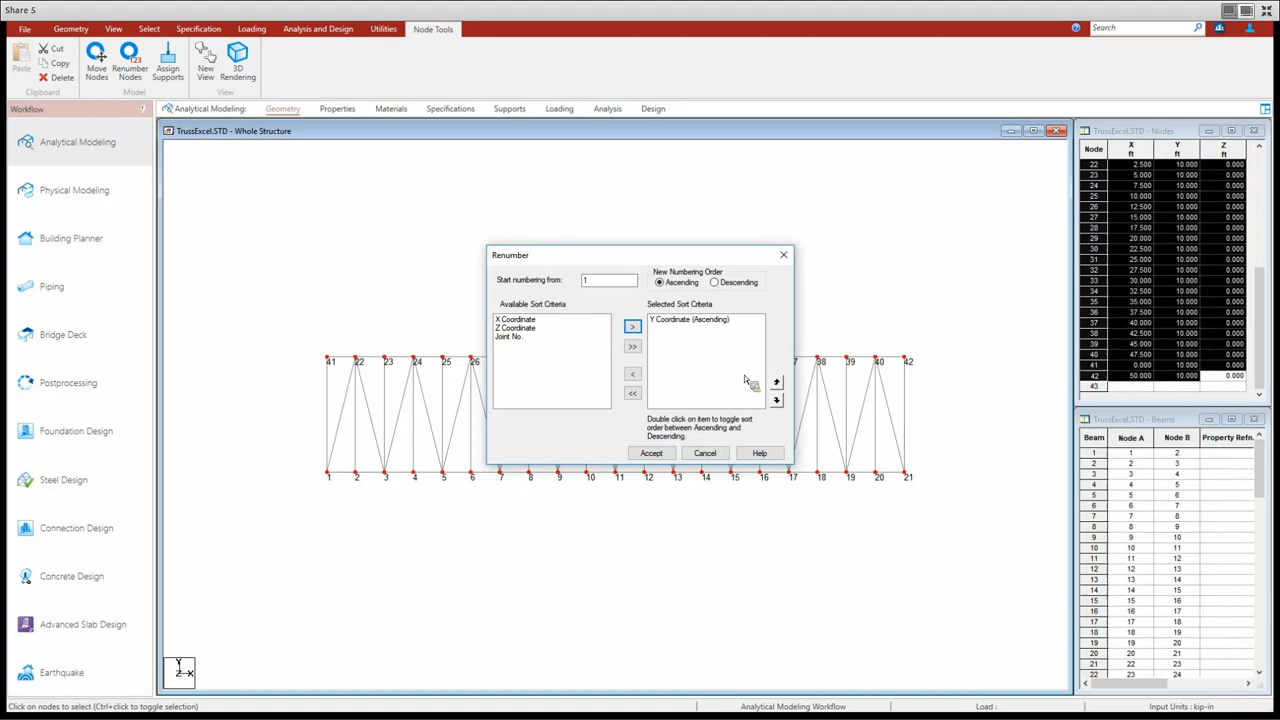 Share 5
File Geometry View Select Specification Loading Analysis and Design Utilities Node Tools
Search
Paste
Cut
Copy
Delete
Clipboard
Move Nodes
123
Renumber Nodes
Assign Supports
Model
New View
3D Rendering
View
Workflow
Analytical Modeling: Geometry Properties Materials Specifications Supports Loading Analysis Design
Analytical Modeling
Physical Modeling
Building Planner
Piping
Bridge Deck
Postprocessing
Foundation Design
Steel Design
Connection Design
Concrete Design
Advanced Slab Design
Earthquake
TrussExcel.STD - Whole Structure
41 22 23 24 25 26
7 38 39 40 42
1 2 3 4 5 6 7 8 9 10 11 12 13 14 15 16 17 18 19 20 21
Y
Z X
Renumber
Start numbering from: 1
New Numbering Order
Ascending Descending
Available Sort Criteria
X Coordinate
Z Coordinate
Joint No.
>
>>
<
<<
Selected Sort Criteria
Y Coordinate (Ascending)
Double click on item to toggle sort
order between Ascending and
Descending.
Accept Cancel Help
TrussExcel.STD - Nodes
Node X ft Y ft Z ft
22 2.500 10.000 0.000
23 5.000 10.000 0.000
24 7.500 10.000 0.000
25 10.000 10.000 0.000
26 12.500 10.000 0.000
27 15.000 10.000 0.000
28 17.500 10.000 0.000
29 20.000 10.000 0.000
30 22.500 10.000 0.000
31 25.000 10.000 0.000
32 27.500 10.000 0.000
33 30.000 10.000 0.000
34 32.500 10.000 0.000
35 35.000 10.000 0.000
36 37.500 10.000 0.000
37 40.000 10.000 0.000
38 42.500 10.000 0.000
39 45.000 10.000 0.000
40 47.500 10.000 0.000
41 0.000 10.000 0.000
42 50.000 10.000 0.000
43
TrussExcel.STD - Beams
Beam Node A Node B Property Refn.
1 1 2
2 2 3
3 3 4
4 4 5
5 5 6
6 6 7
7 7 8
8 8 9
9 9 10
10 10 11
11 11 12
12 12 13
13 13 14
14 14 15
15 15 16
16 16 17
17 17 18
18 18 19
19 19 20
20 20 21
21 22 23
22 23 24
Click on nodes to select (Ctrl+click to toggle selection)
Analytical Modeling Workflow
Load :
Input Units : kip-in